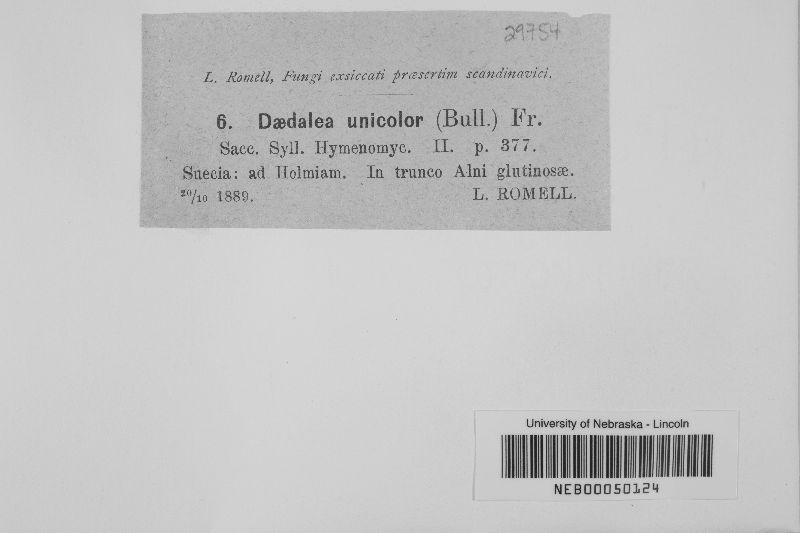 29754
L. Romell, Fungi exsiccati præsertim scandinavici.
6. Dædalea unicolor (Bull.) Fr.
Sacc. Syll. Hymenomyc. II. p. 377.
Suecia: ad Holmiam. In trunco Alni glutinosæ.
20/10 1889. L. ROMELL.
University of Nebraska - Lincoln
NEB00050124